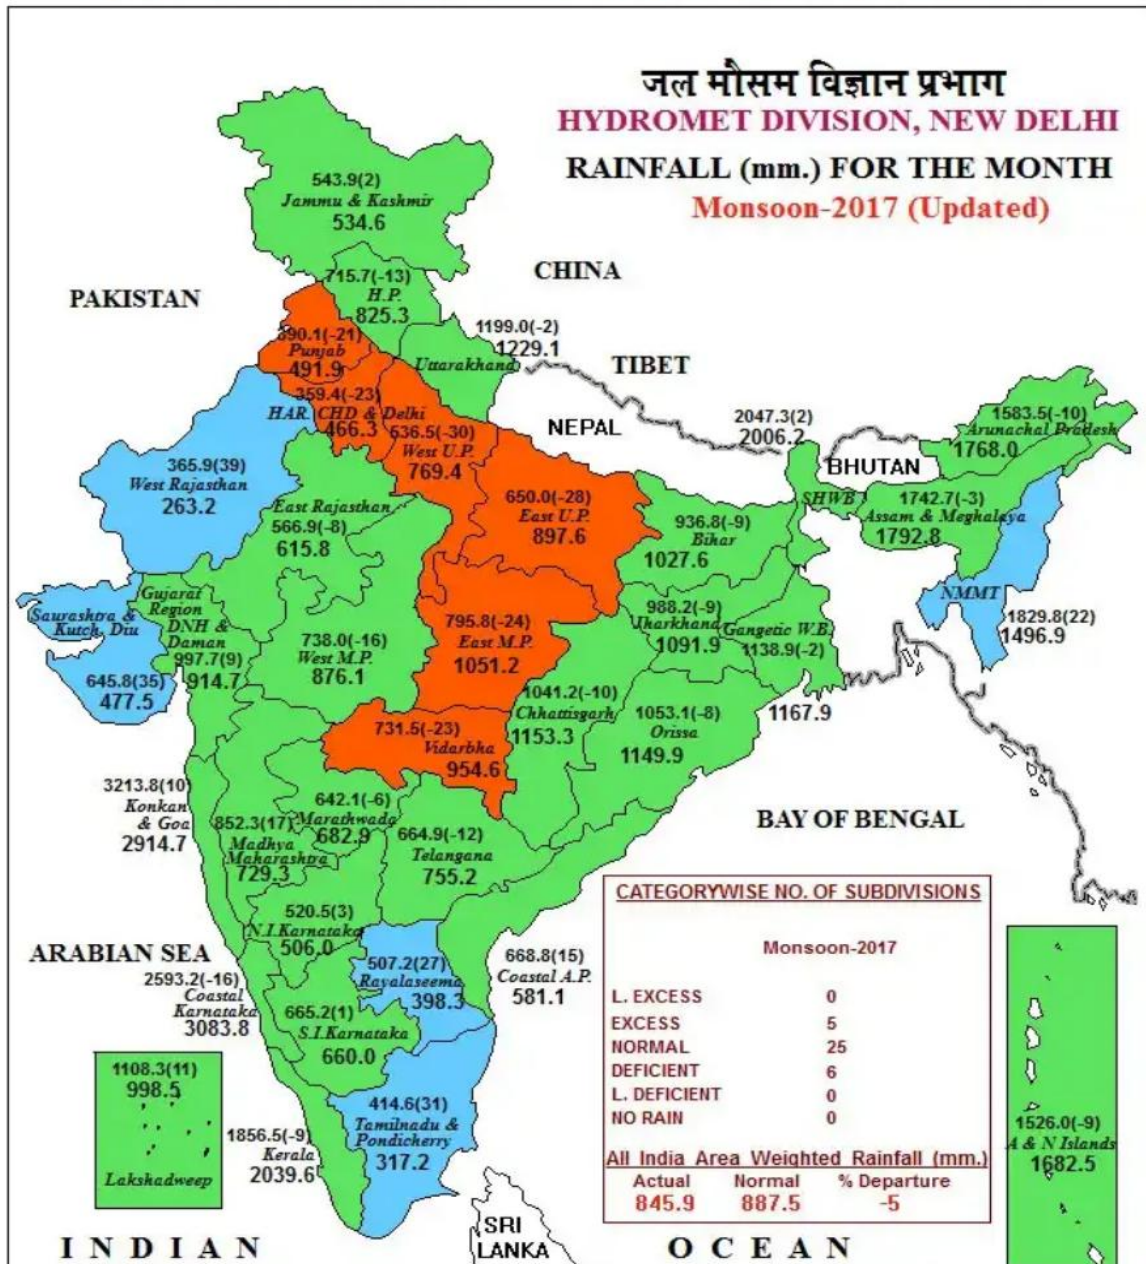 जल मौसम विज्ञान प्रभाग
HYDROMET DIVISION, NEW DELHI
RAINFALL (mm.) FOR THE MONTH
Monsoon-2017 (Updated)
543.9(2)
Jammu & Kashmir
534.6
CHINA
PAKISTAN
715.7(-13)
H.P.
825.3
1199.0(-2)
1229.1
Uttarakhand
TIBET
390.1(-21)
Punjab
491.9
359.4(-23)
HAR. CHD & Delhi
466.3
536.5(-30)
West U.P.
769.4
NEPAL
2047.3(2)
2006.2
SHWB
BHUTAN
1583.5(-10)
Arunachal Pradesh
1768.0
1742.7(-3)
Assam & Meghalaya
1792.8
365.9(39)
West Rajasthan
263.2
East Rajasthan
566.9(-8)
615.8
650.0(-28)
East U.P.
897.6
936.8(-9)
Bihar
1027.6
NMMT
1829.8(22)
1496.9
Gujarat
Region
DNH &
Daman
997.7(9)
914.7
Saurashtra &
Kutch, Diu
645.8(35)
477.5
738.0(-16)
West M.P.
876.1
795.8(-24)
East M.P.
1051.2
988.2(-9)
Jharkhand
1091.9
Gangetic W.B.
1138.9(-2)
1167.9
1041.2(-10)
Chhattisgarh
1153.3
1053.1(-8)
Orissa
1149.9
731.5(-23)
Vidarbha
954.6
3213.8(10)
Konkan
& Goa
2914.7
852.3(17)
Madhya
Maharashtra
729.3
642.1(-6)
Marathwada
682.9
664.9(-12)
Telangana
755.2
BAY OF BENGAL
ARABIAN SEA
520.5(3)
N.I.Karnataka
506.0
507.2(27)
Rayalaseema
398.3
668.8(15)
Coastal A.P.
581.1
2593.2(-16)
Coastal
Karnataka
3083.8
665.2(1)
S.I.Karnataka
660.0
1108.3(11)
998.5
Lakshadweep
1856.5(-9)
Kerala
2039.6
414.6(31)
Tamilnadu &
Pondicherry
317.2
CATEGORYWISE NO. OF SUBDIVISIONS
Monsoon-2017
L. EXCESS 0
EXCESS 5
NORMAL 25
DEFICIENT 6
L. DEFICIENT 0
NO RAIN 0
All India Area Weighted Rainfall (mm.)
Actual Normal % Departure
845.9 887.5 -5
1526.0(-9)
A & N Islands
1682.5
SRI
LANKA
INDIAN OCEAN